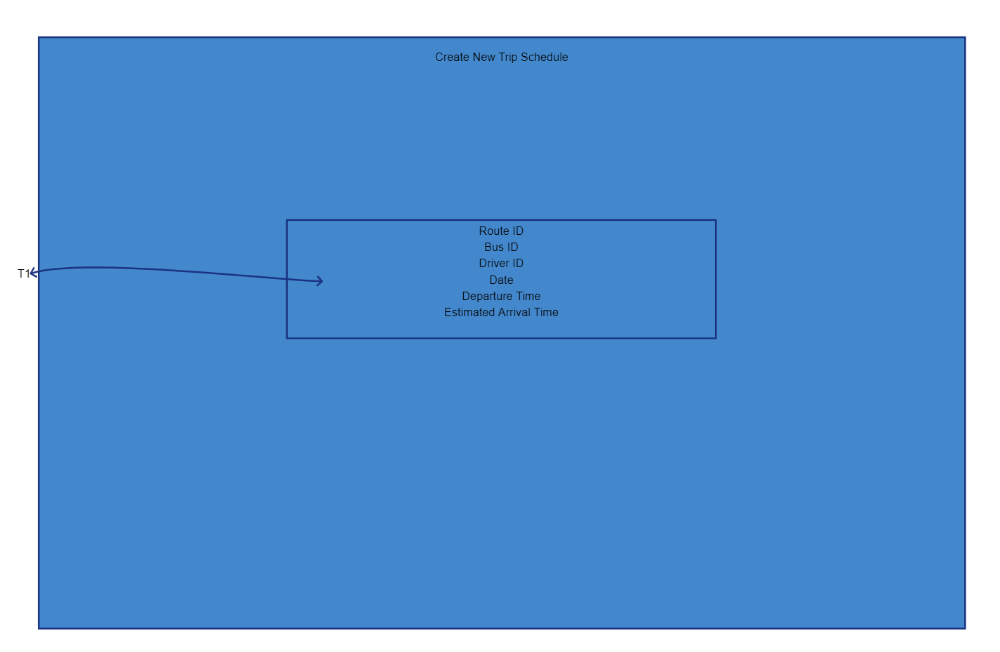 Create New Trip Schedule
Route ID
Bus ID
Driver ID
T1
Date
Departure Time
Estimated Arrival Time